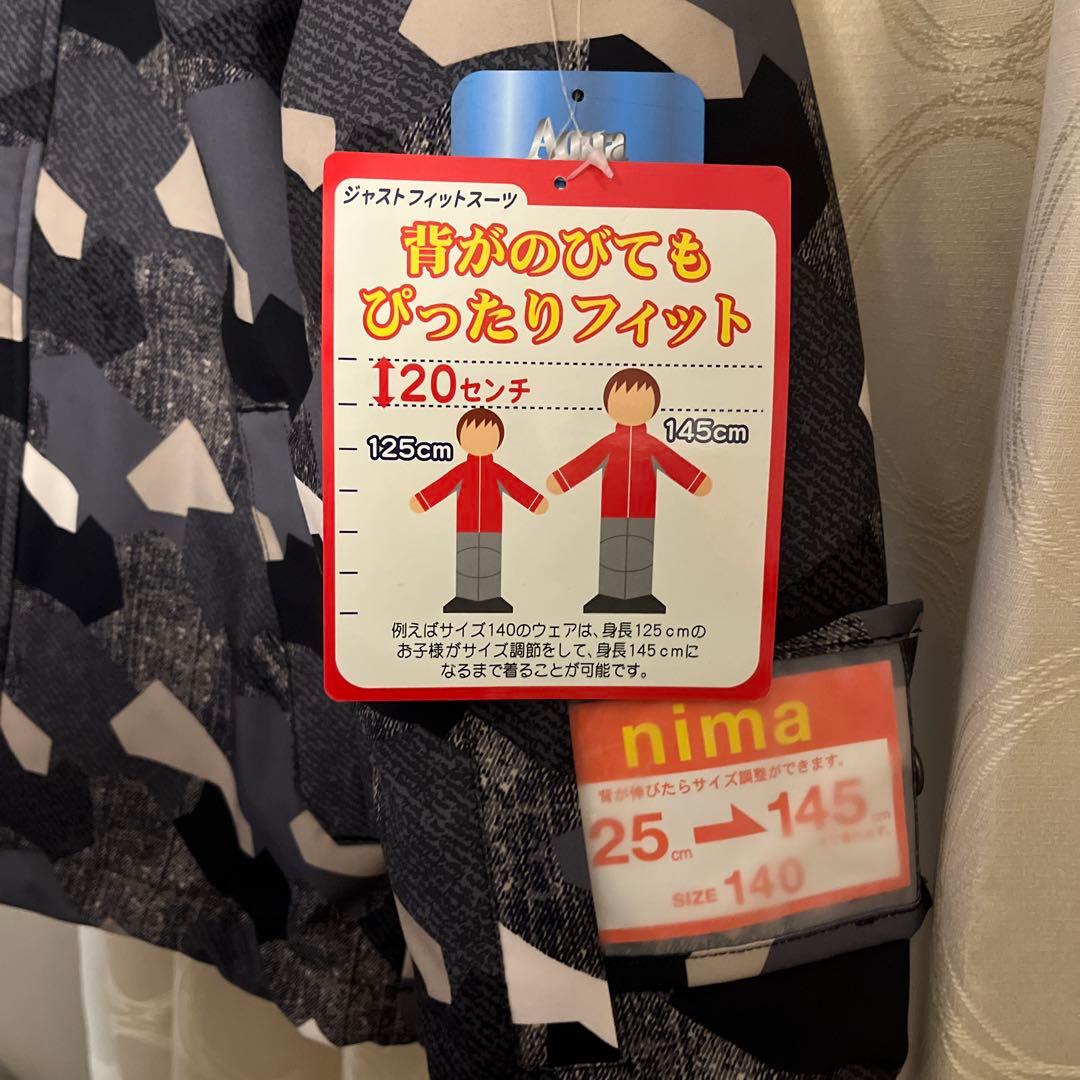 Aqua
ジャストフィットスーツ
背がのびても
ぴったりフィット
20センチ
125cm
145cm
例えばサイズ140のウェアは、身長125cmの
お子様がサイズ調節をして、身長145cmに
なるまで着ることが可能です。
nima
背が伸びたらサイズ調整ができます。
25cm 145cm
SIZE 140